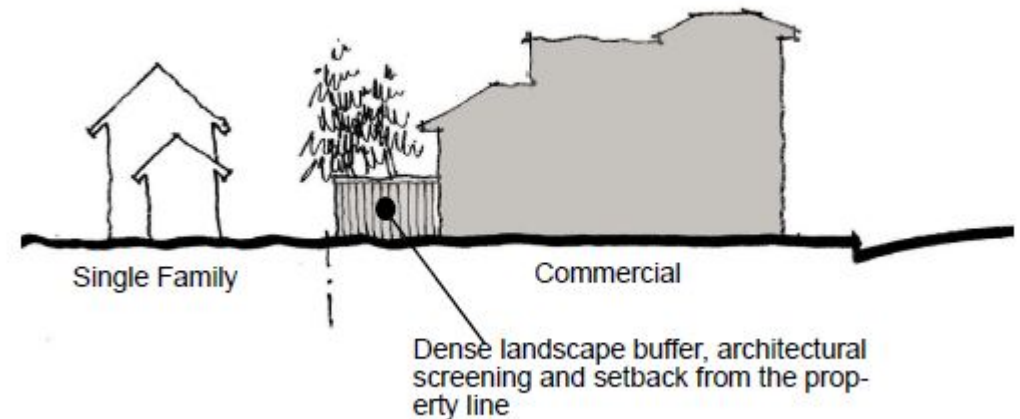 Single Family
Commercial
Dense landscape buffer, architectural
screening and setback from the prop-
erty line